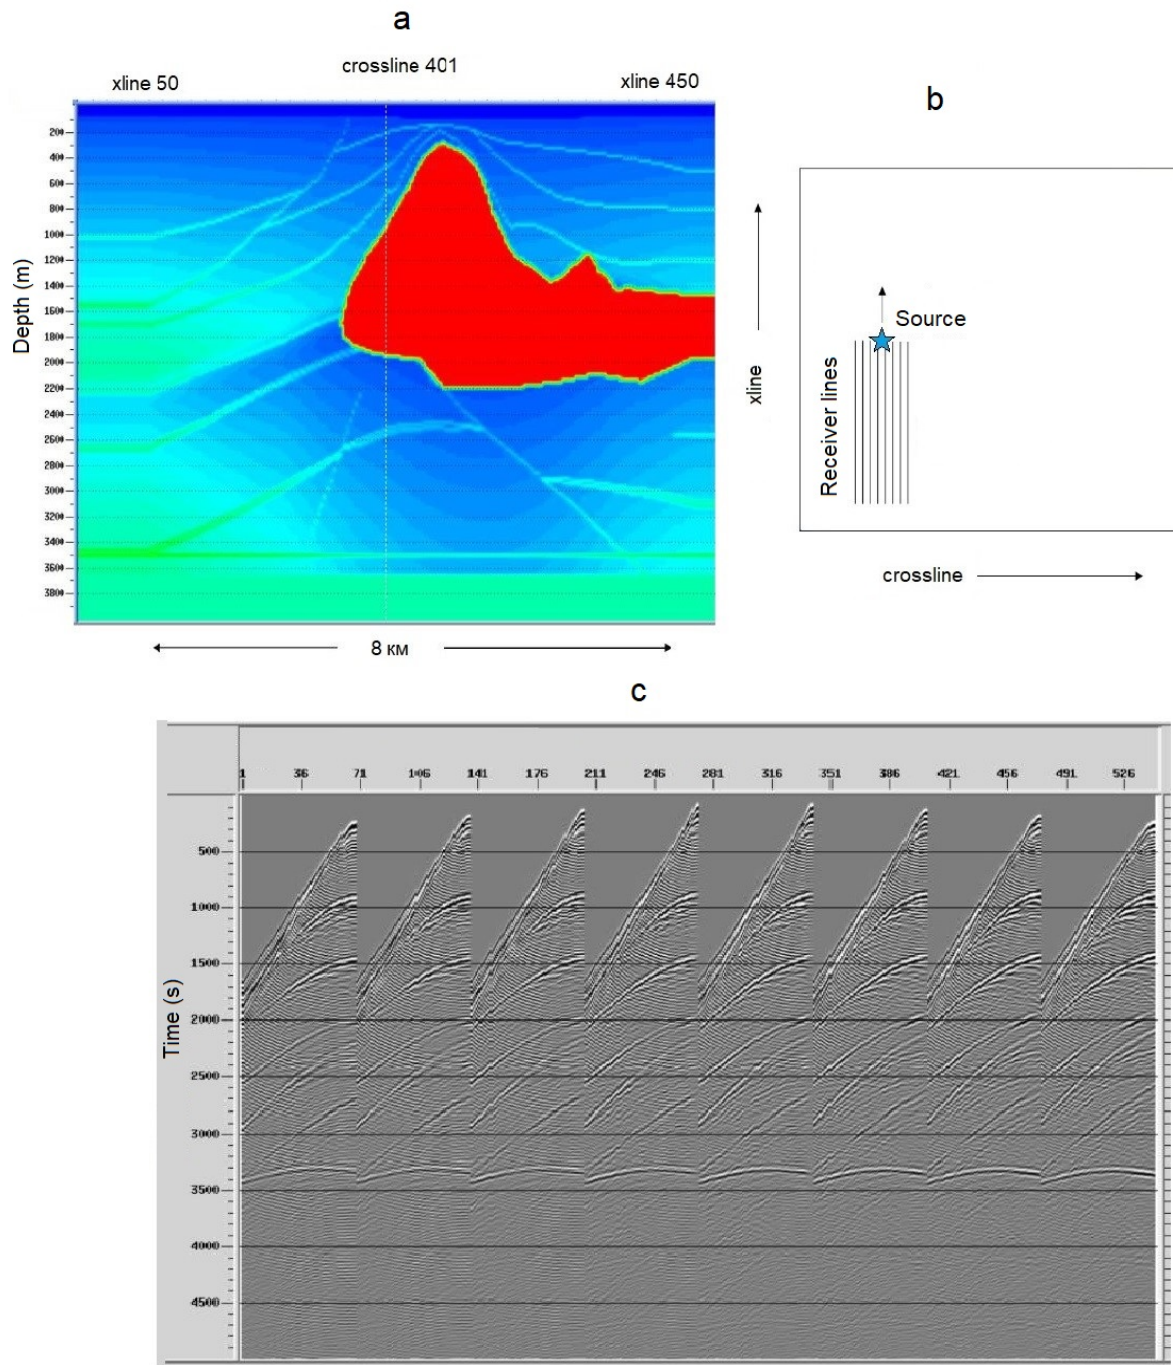 a
crossline 401
xline 50
xline 450
b
Depth (m)
200
400
600
800
1000
1200
1400
1600
1800
2000
2200
2400
2600
2800
3000
3200
3400
3600
3800
8 км
xline
Source
Receiver lines
crossline
c
1 36 71 106 141 176 211 246 281 316 351 386 421 456 491 526
Time (s)
500
1000
1500
2000
2500
3000
3500
4000
4500